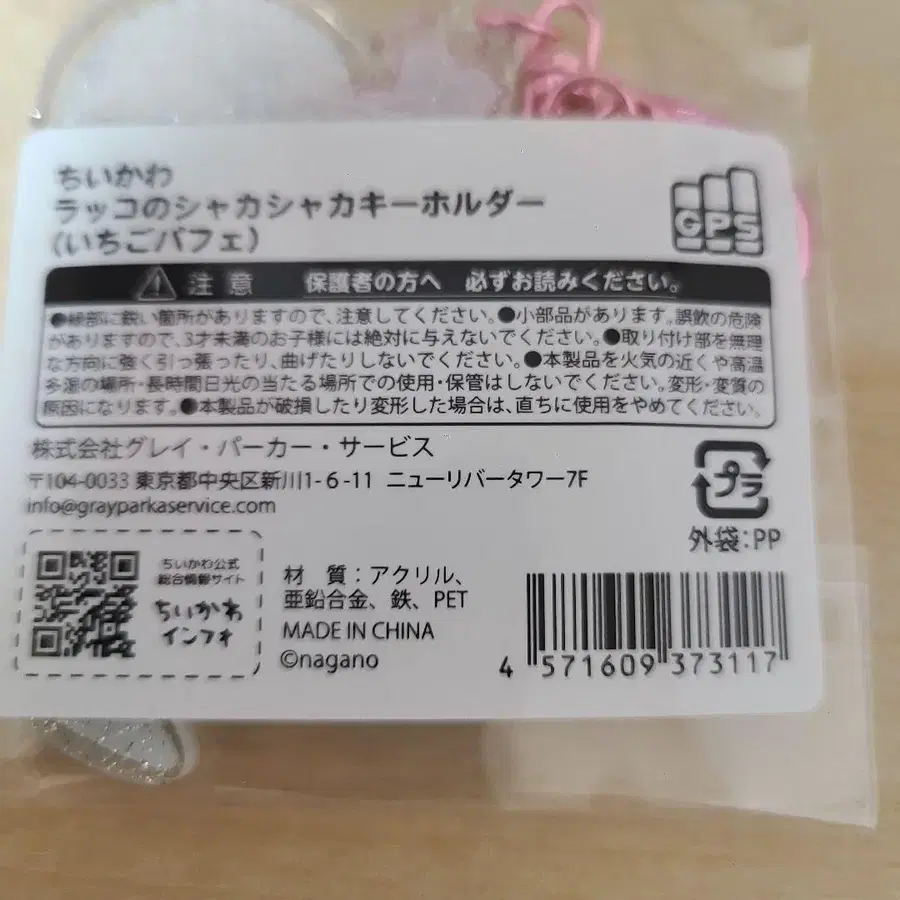 ちいかわ
ラッコのシャカシャカキーホルダー
(いちごパフェ)
GPS
注意 保護者の方へ 必ずお読みください。
●稜部に鋭い箇所がありますので、注意してください。●小部品があります。誤飲の危険
がありますので、3才未満のお子様には絶対に与えないでください。●取り付け部を無理
な方向に強く引っ張ったり、曲げたりしないでください。●本製品を火気の近くや高温
多湿の場所・長時間日光の当たる場所での使用・保管はしないでください。変形・変質の
原因になります。●本製品が破損したり変形した場合は、直ちに使用をやめてください。
株式会社グレイ・パーカー・サービス
〒104-0033 東京都中央区新川1-6-11 ニューリバータワー7F
info@grayparkaservice.com
プラ
外袋:PP
ちいかわ公式
総合情報サイト
ちいかわ
インフォ
材 質:アクリル、
亜鉛合金、鉄、PET
MADE IN CHINA
©nagano
4 571609 373117